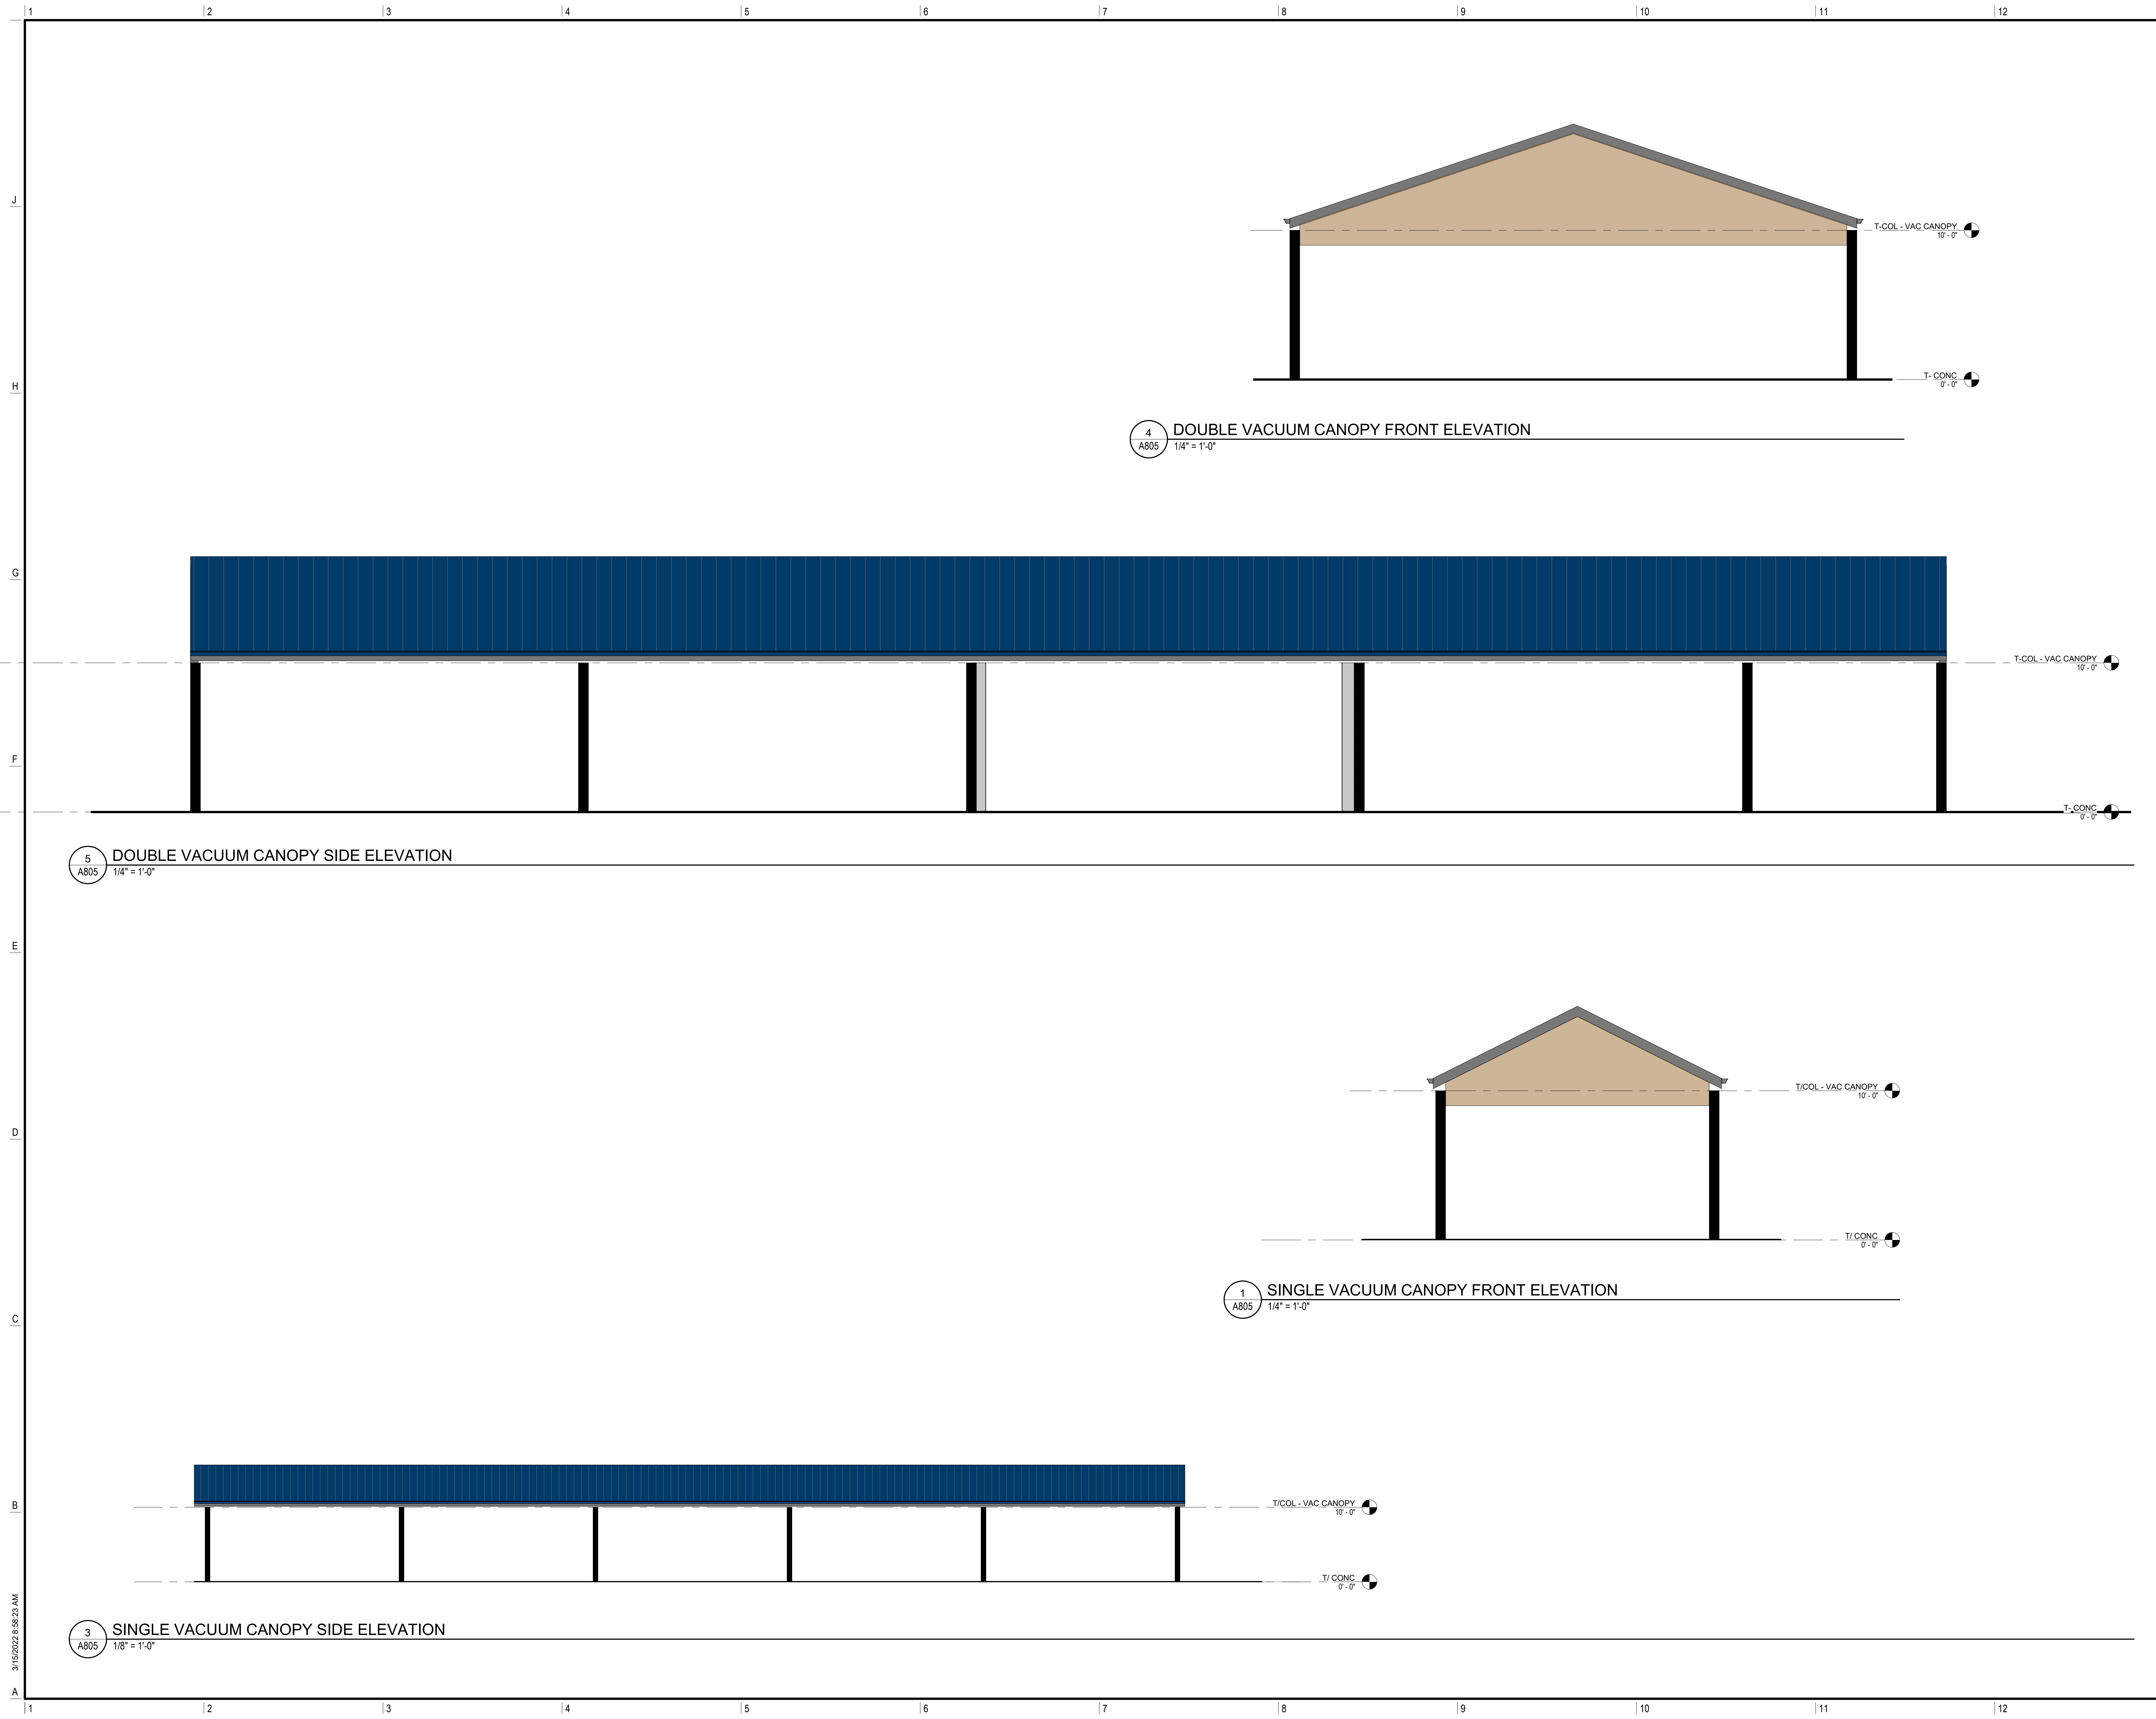 1 2 3 4 5 6 7 8 9 10 11 12
J
T-COL - VAC CANOPY
10' - 0"
H
T- CONC
0' - 0"
4
A805
DOUBLE VACUUM CANOPY FRONT ELEVATION
1/4" = 1'-0"
G
T-COL - VAC CANOPY
10' - 0"
F
T- CONC
0' - 0"
5
A805
DOUBLE VACUUM CANOPY SIDE ELEVATION
1/4" = 1'-0"
E
T/COL - VAC CANOPY
10' - 0"
D
T/ CONC
0' - 0"
1
A805
SINGLE VACUUM CANOPY FRONT ELEVATION
1/4" = 1'-0"
C
T/COL - VAC CANOPY
10' - 0"
B
T/ CONC
0' - 0"
3
A805
SINGLE VACUUM CANOPY SIDE ELEVATION
1/8" = 1'-0"
3/15/2022 8:58:23 AM
A
1 2 3 4 5 6 7 8 9 10 11 12